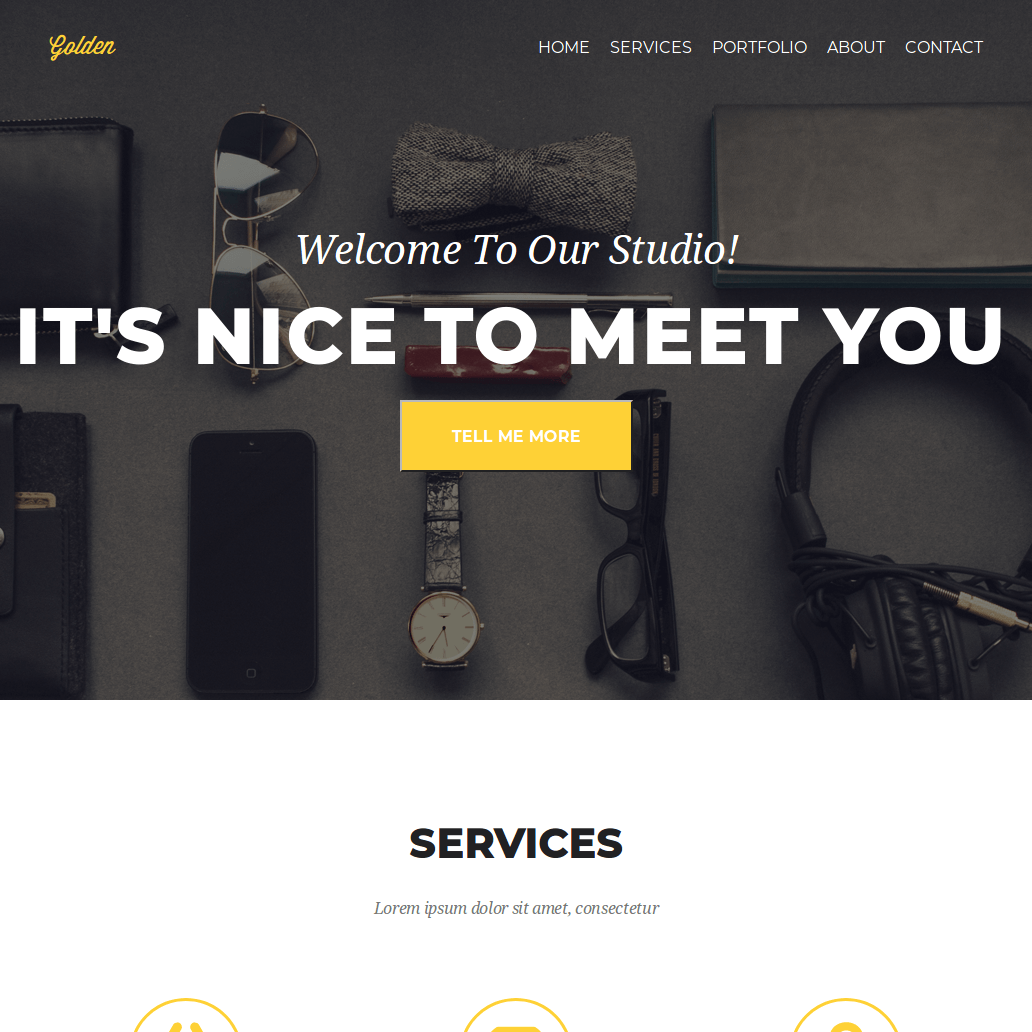 Golden
HOME SERVICES PORTFOLIO ABOUT CONTACT
Welcome To Our Studio!
IT'S NICE TO MEET YOU
TELL ME MORE
SERVICES
Lorem ipsum dolor sit amet, consectetur